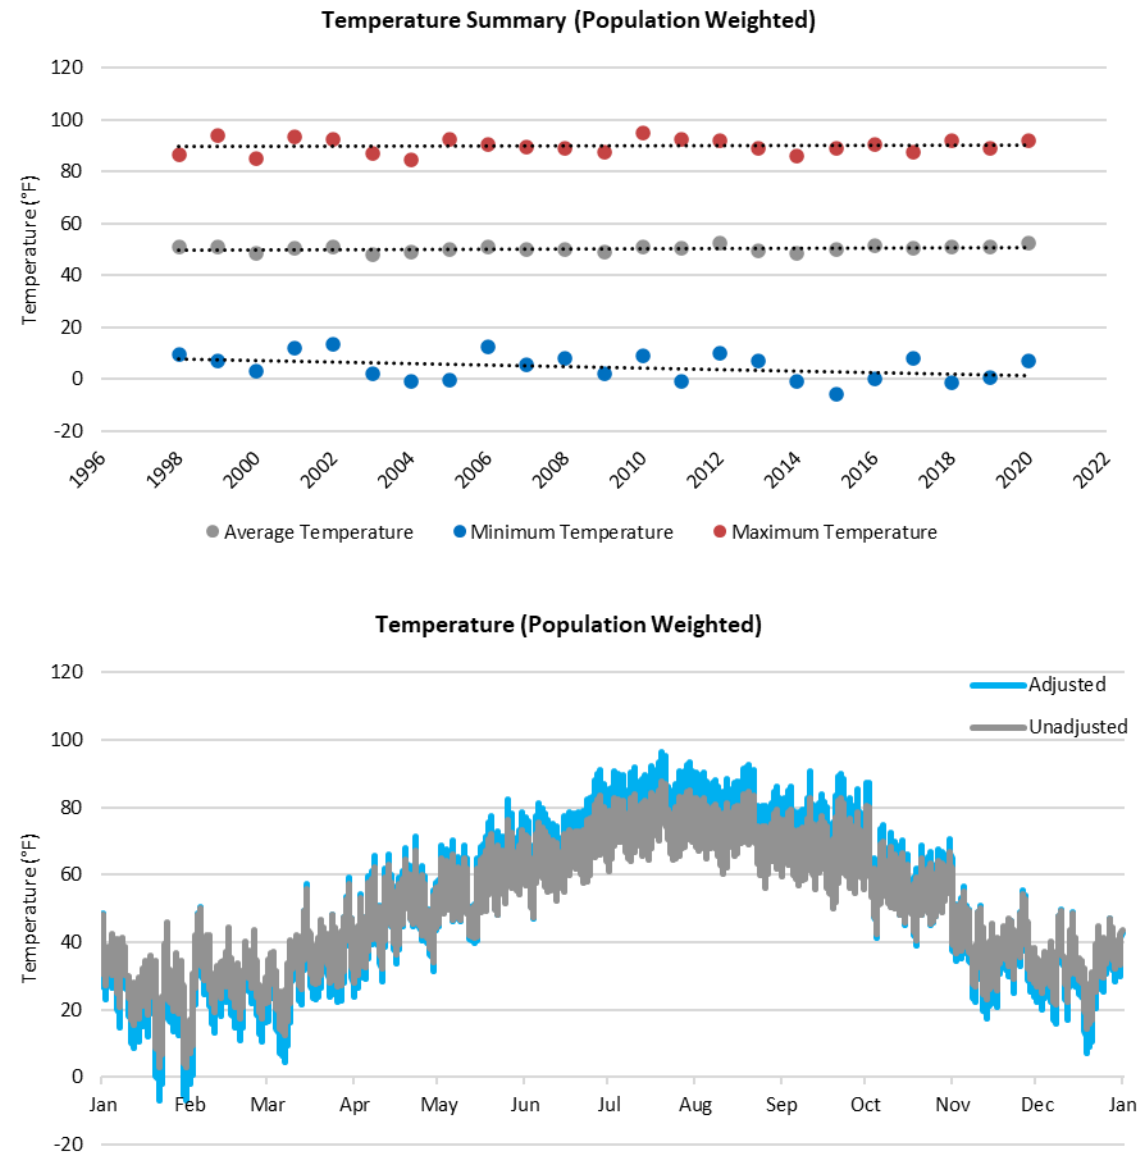 Temperature Summary (Population Weighted)
120
100
80
60
40
20
0
-20
Temperature (°F)
1996 1998 2000 2002 2004 2006 2008 2010 2012 2014 2016 2018 2020 2022
Average Temperature Minimum Temperature Maximum Temperature
Temperature (Population Weighted)
120
100
80
60
40
20
0
-20
Temperature (°F)
Adjusted
Unadjusted
Jan Feb Mar Apr May Jun Jul Aug Sep Oct Nov Dec Jan